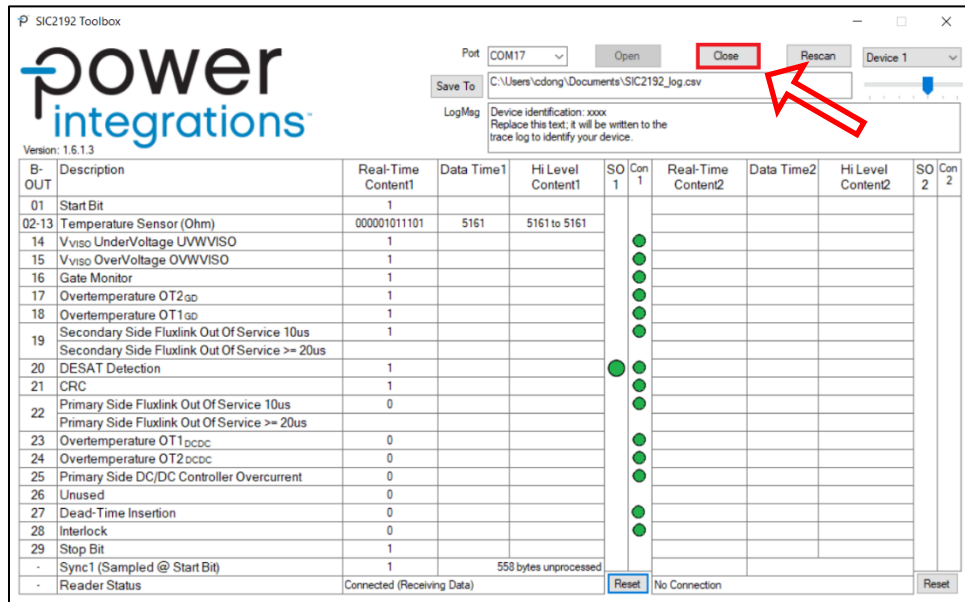 SIC2192 Toolbox
power
integrations
Version: 1.6.1.3
Port COM17 Open Close Rescan Device 1
Save To C:\Users\cdong\Documents\SIC2192_log.csv
LogMsg Device identification: xxxx
Replace this text; it will be written to the
trace log to identify your device.
B-OUT Description Real-Time Content1 Data Time1 Hi Level Content1 SO 1 Con 1 Real-Time Content2 Data Time2 Hi Level Content2 SO 2 Con 2
01 Start Bit 1
02-13 Temperature Sensor (Ohm) 000001011101 5161 5161 to 5161
14 VVISO UnderVoltage UVWVISO 1
15 VVISO OverVoltage OVWVISO 1
16 Gate Monitor 1
17 Overtemperature OT2GD 1
18 Overtemperature OT1GD 1
19 Secondary Side Fluxlink Out Of Service 10us 1
Secondary Side Fluxlink Out Of Service >= 20us
20 DESAT Detection 1
21 CRC 1
22 Primary Side Fluxlink Out Of Service 10us 0
Primary Side Fluxlink Out Of Service >= 20us
23 Overtemperature OT1DCDC 0
24 Overtemperature OT2DCDC 0
25 Primary Side DC/DC Controller Overcurrent 0
26 Unused 0
27 Dead-Time Insertion 0
28 Interlock 0
29 Stop Bit 1
- Sync1 (Sampled @ Start Bit) 1 558 bytes unprocessed
- Reader Status Connected (Receiving Data) Reset No Connection Reset